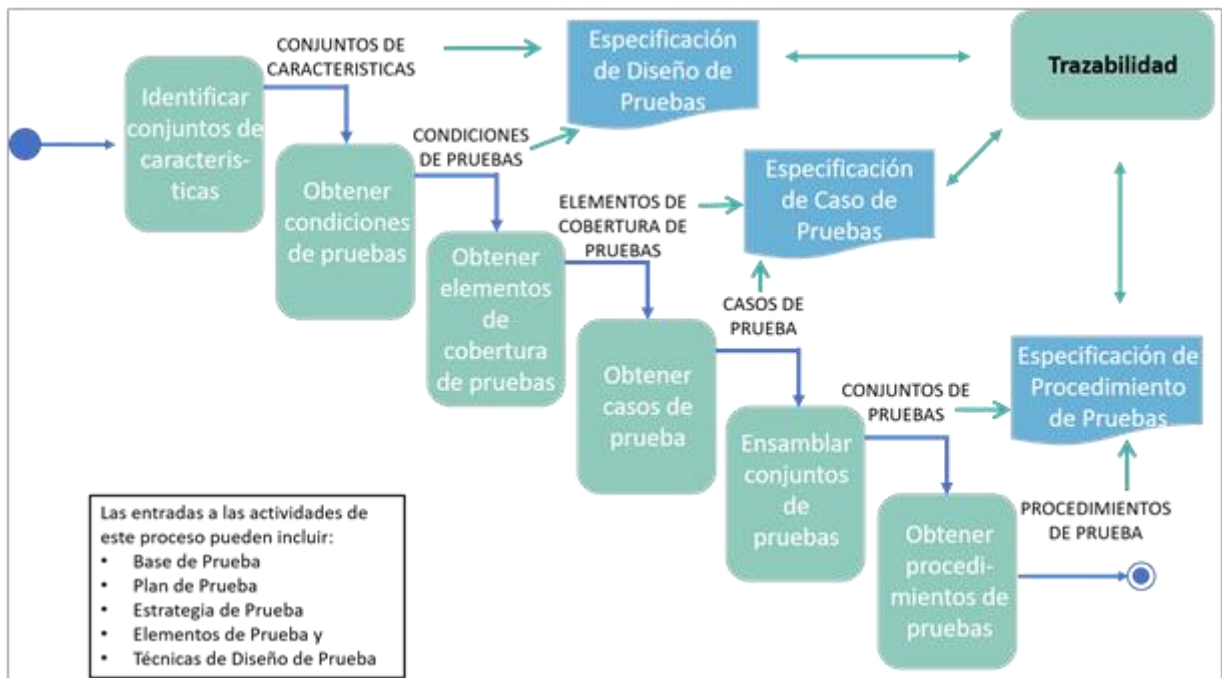 CONJUNTOS DE
CARACTERISTICAS
Especificación
de Diseño de
Pruebas
Trazabilidad
Identificar
conjuntos de
caracteris-
ticas
CONDICIONES
DE PRUEBAS
Obtener
condiciones
de pruebas
Especificación
de Caso de
Pruebas
ELEMENTOS DE
COBERTURA DE
PRUEBAS
Obtener
elementos
de
cobertura
de pruebas
CASOS DE
PRUEBA
Obtener
casos de
prueba
Especificación de
Procedimiento
de Pruebas
CONJUNTOS DE
PRUEBAS
Ensamblar
conjuntos
de
pruebas
PROCEDIMIENTOS
DE PRUEBA
Obtener
procedi-
mientos de
pruebas
Las entradas a las actividades de
este proceso pueden incluir:
• Base de Prueba
• Plan de Prueba
• Estrategia de Prueba
• Elementos de Prueba y
• Técnicas de Diseño de Prueba